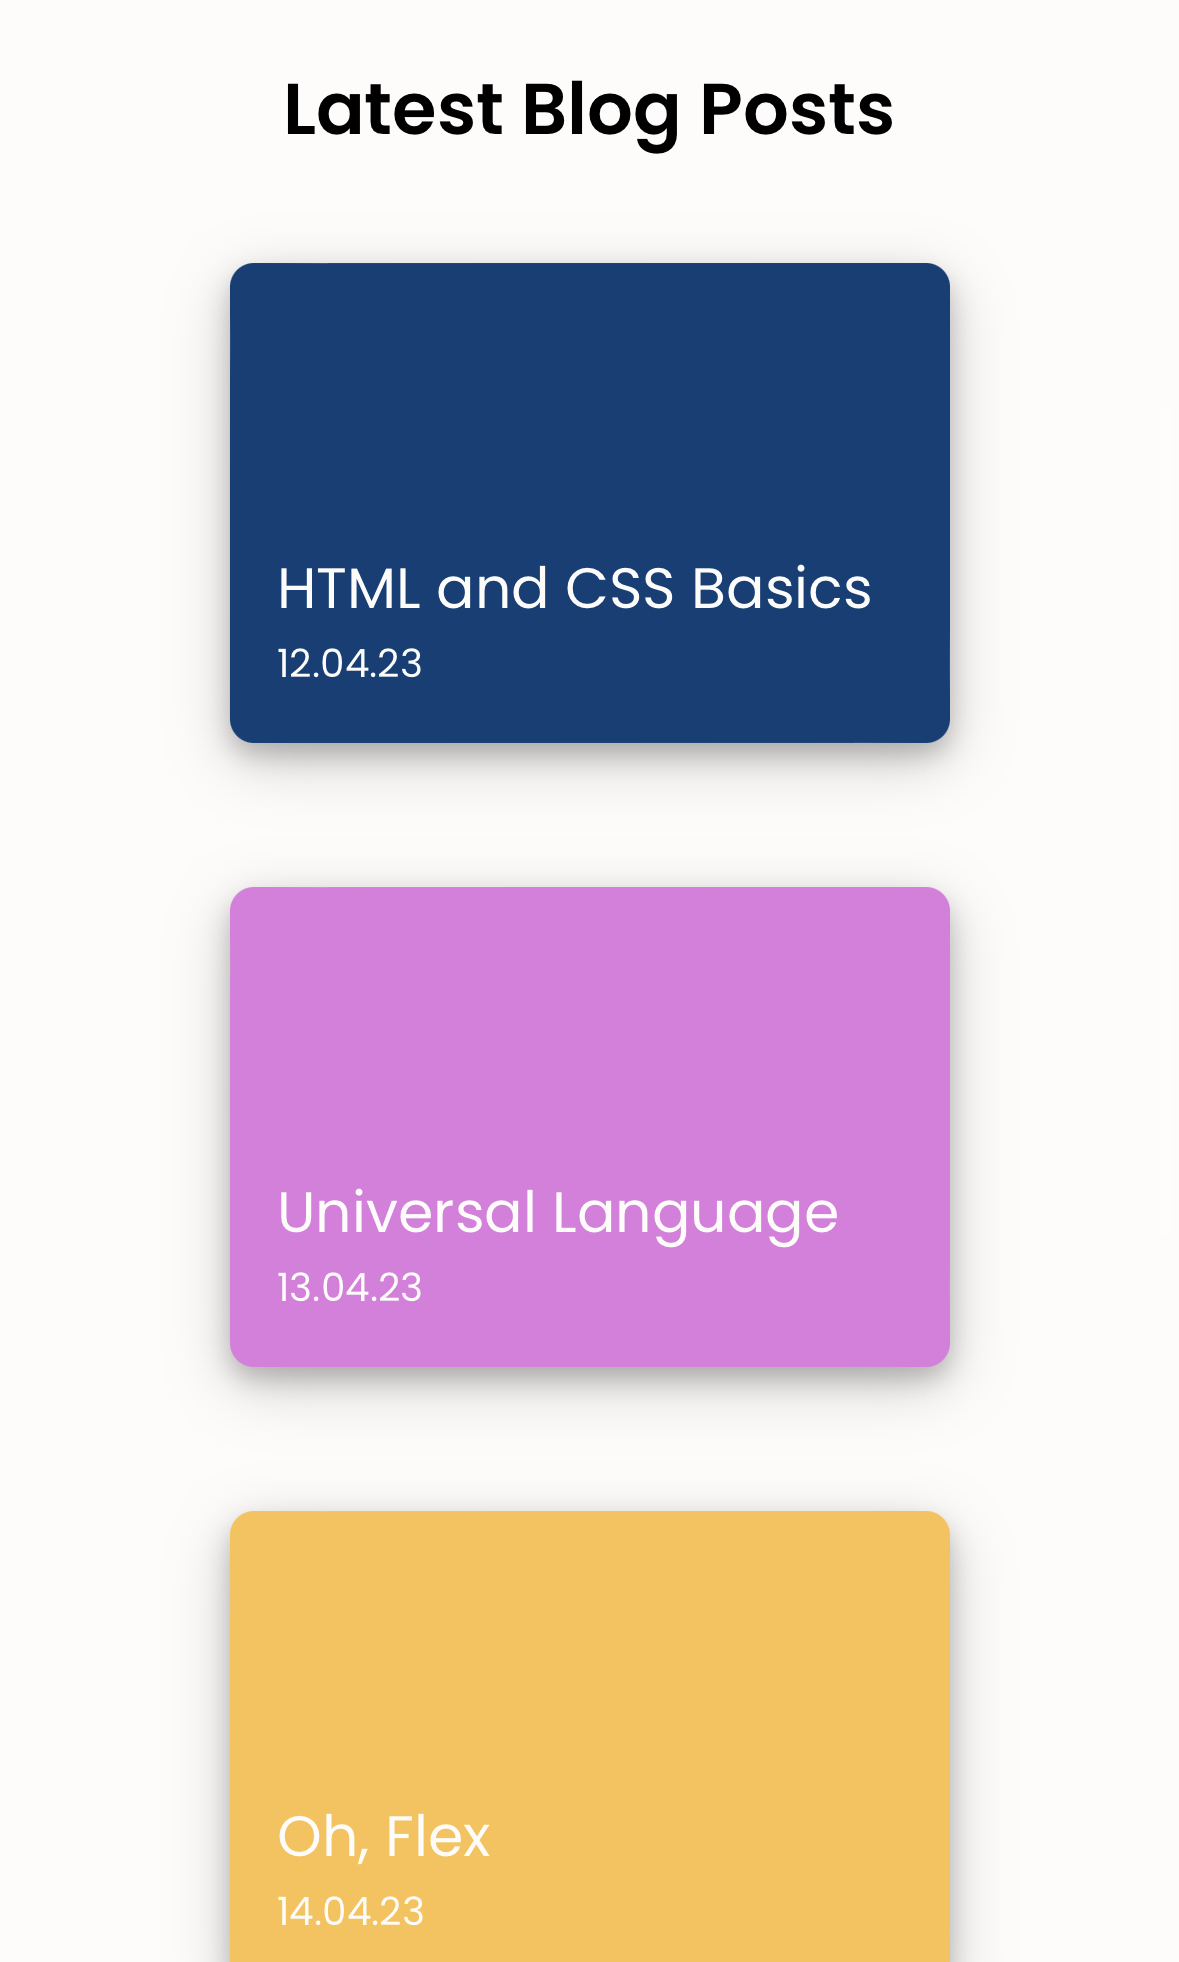 Latest Blog Posts
HTML and CSS Basics
12.04.23
Universal Language
13.04.23
Oh, Flex
14.04.23